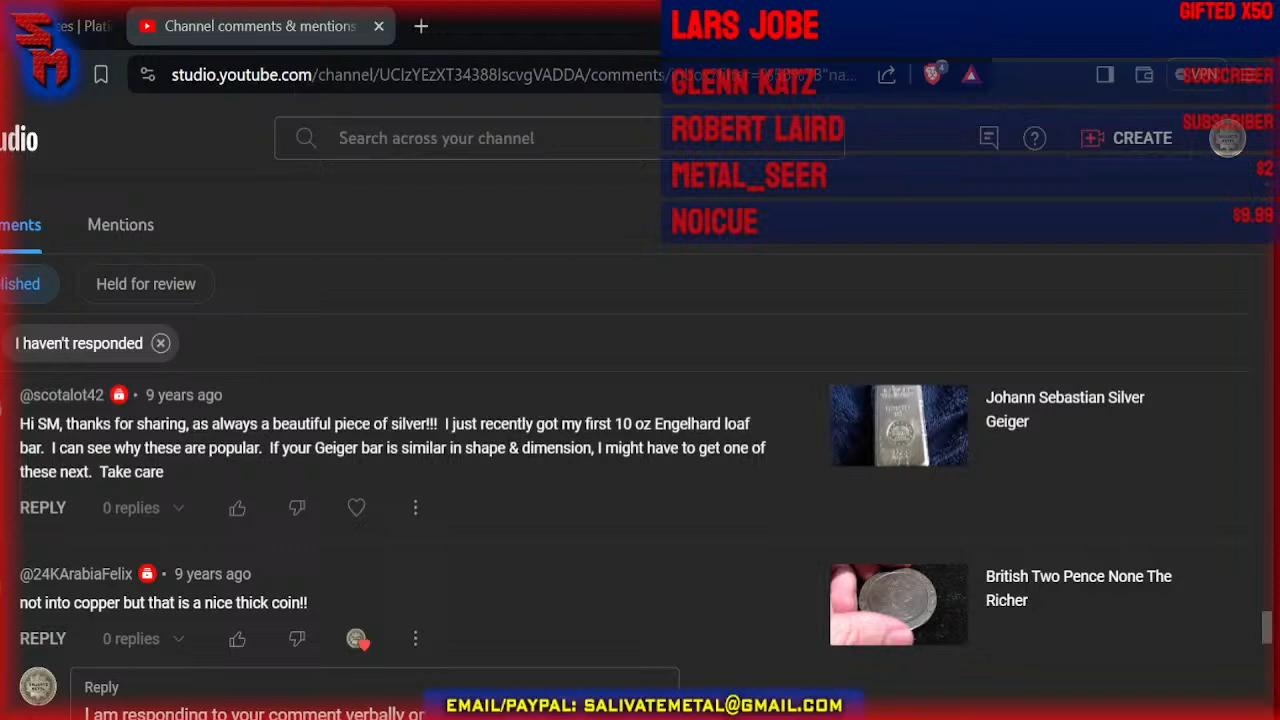 SM
ces | Plati
Channel comments & mentions
LARS JOBE
GIFTED X50
studio.youtube.com/channel/UCIzYEzXT34388IscvgVADDA/comments/
GLENN KATZ
SUBSCRIBER
VPN
4
udio
Search across your channel
ROBERT LAIRD
SUBSCRIBER
CREATE
METAL_SEER
$2
NOICUE
$9.99
ments
Mentions
lished
Held for review
I haven't responded
@scotalot42 • 9 years ago
Hi SM, thanks for sharing, as always a beautiful piece of silver!!! I just recently got my first 10 oz Engelhard loaf
bar. I can see why these are popular. If your Geiger bar is similar in shape & dimension, I might have to get one of
these next. Take care
Johann Sebastian Silver
Geiger
REPLY
0 replies
@24KArabiaFelix • 9 years ago
not into copper but that is a nice thick coin!!
British Two Pence None The
Richer
REPLY
0 replies
Reply
I am responding to your comment verbally or
EMAIL/PAYPAL: SALIVATEMETAL@GMAIL.COM